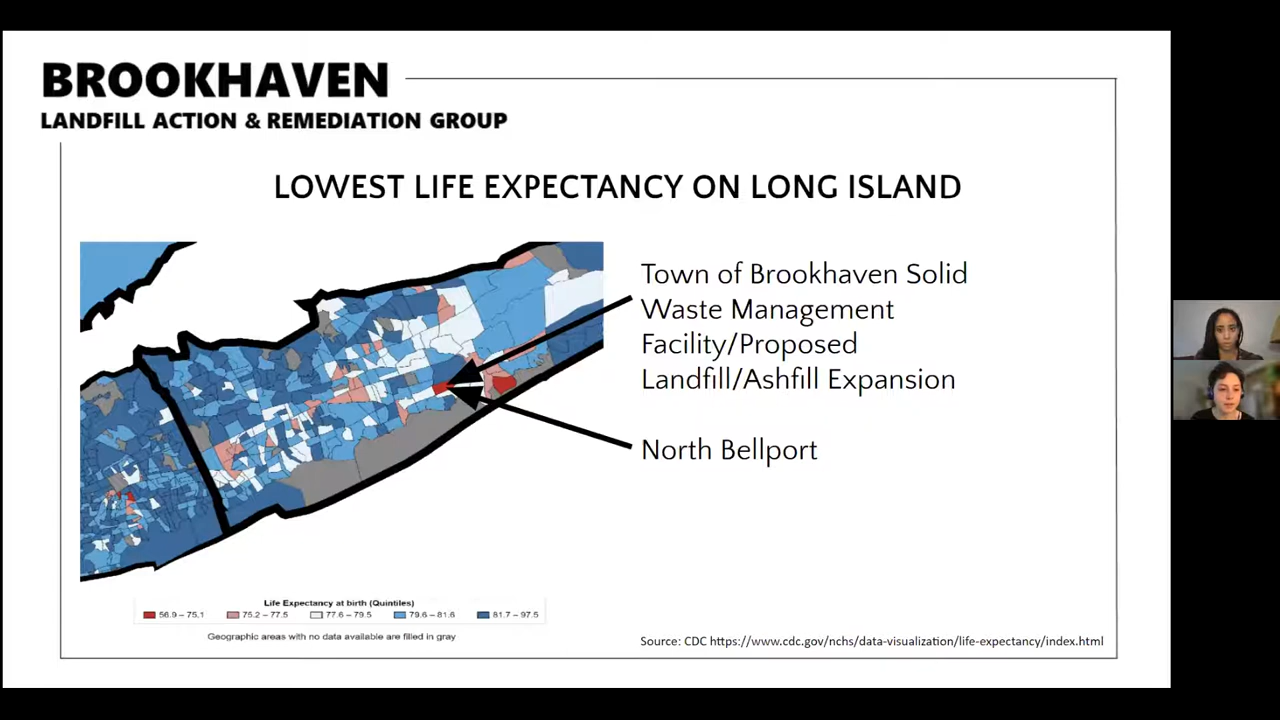 BROOKHAVEN
LANDFILL ACTION & REMEDIATION GROUP
LOWEST LIFE EXPECTANCY ON LONG ISLAND
Town of Brookhaven Solid
Waste Management
Facility/Proposed
Landfill/Ashfill Expansion
North Bellport
Life Expectancy at birth (Quintiles)
56.9 – 75.1 75.2 – 77.5 77.6 – 79.5 79.6 – 81.6 81.7 – 97.5
Geographic areas with no data available are filled in gray
Source: CDC https://www.cdc.gov/nchs/data-visualization/life-expectancy/index.html